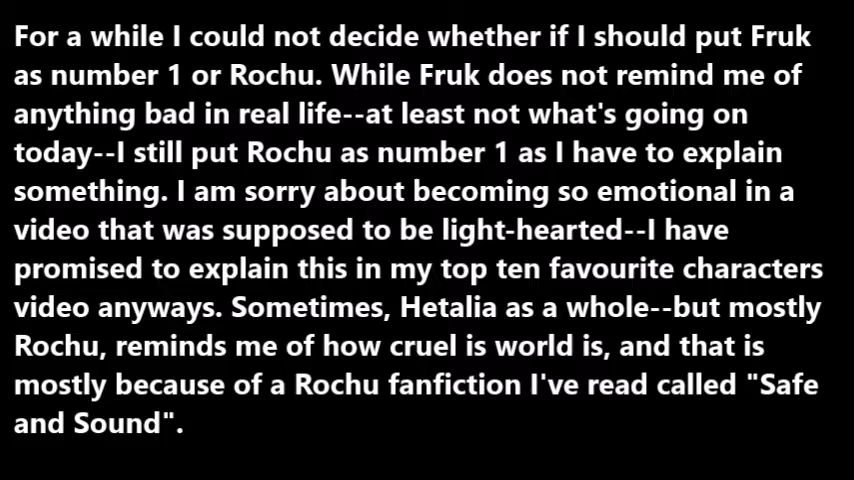 For a while I could not decide whether if I should put Fruk
as number 1 or Rochu. While Fruk does not remind me of
anything bad in real life--at least not what's going on
today--I still put Rochu as number 1 as I have to explain
something. I am sorry about becoming so emotional in a
video that was supposed to be light-hearted--I have
promised to explain this in my top ten favourite characters
video anyways. Sometimes, Hetalia as a whole--but mostly
Rochu, reminds me of how cruel is world is, and that is
mostly because of a Rochu fanfiction I've read called "Safe
and Sound".